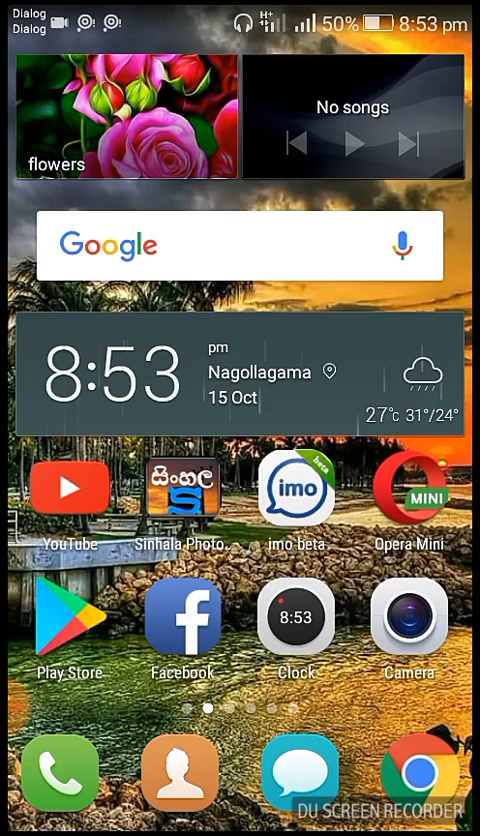 Dialog
Dialog
H+
50%
8:53 pm
flowers
No songs
Google
8:53
pm
Nagollagama
15 Oct
27°c 31°/24°
සිංහල
S
beta
imo
MINI
YouTube
Sinhala Photo..
imo beta
Opera Mini
f
8:53
Play Store
Facebook
Clock
Camera
DU SCREEN RECORDER